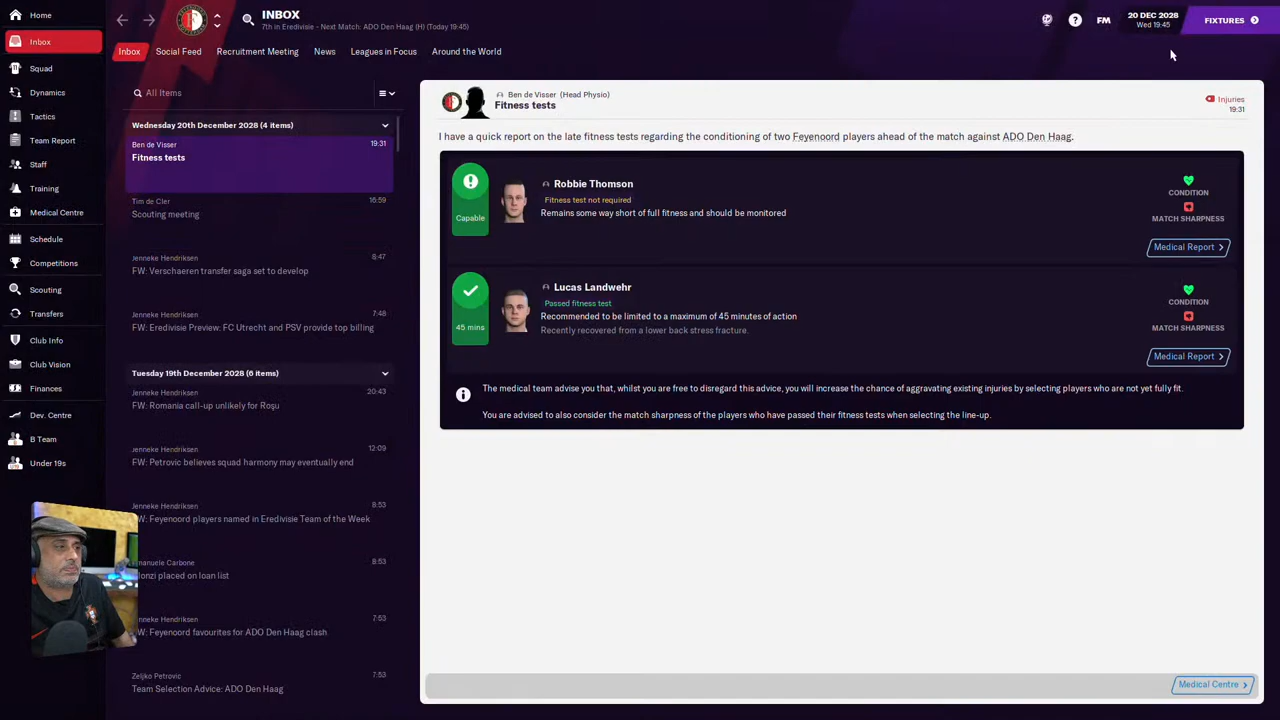 Home
Inbox
Squad
Dynamics
Tactics
Team Report
Staff
Training
Medical Centre
Schedule
Competitions
Scouting
Transfers
Club Info
Club Vision
Finances
Dev. Centre
B Team
Under 19s
INBOX
7th in Eredivisie - Next Match: ADO Den Haag (H) (Today 19:45)
?
FM
20 DEC 2028
Wed 19:45
FIXTURES
Inbox
Social Feed
Recruitment Meeting
News
Leagues in Focus
Around the World
All Items
Wednesday 20th December 2028 (4 items)
Ben de Visser 19:31
Fitness tests
Tim de Cler 16:59
Scouting meeting
Jenneke Hendriksen 8:47
FW: Verschaeren transfer saga set to develop
Jenneke Hendriksen 7:48
FW: Eredivisie Preview: FC Utrecht and PSV provide top billing
Tuesday 19th December 2028 (6 items)
Jenneke Hendriksen 20:43
FW: Romania call-up unlikely for Roşu
Jenneke Hendriksen 12:09
FW: Petrovic believes squad harmony may eventually end
Jenneke Hendriksen 8:53
W: Feyenoord players named in Eredivisie Team of the Week
manuele Carbone 8:53
onzi placed on loan list
nneke Hendriksen 7:53
W: Feyenoord favourites for ADO Den Haag clash
Zeljko Petrovic 7:53
Team Selection Advice: ADO Den Haag
Ben de Visser (Head Physio)
Fitness tests
Injuries
19:31
I have a quick report on the late fitness tests regarding the conditioning of two Feyenoord players ahead of the match against ADO Den Haag.
Capable
Robbie Thomson
Fitness test not required
Remains some way short of full fitness and should be monitored
CONDITION
MATCH SHARPNESS
Medical Report
45 mins
Lucas Landwehr
Passed fitness test
Recommended to be limited to a maximum of 45 minutes of action
Recently recovered from a lower back stress fracture.
CONDITION
MATCH SHARPNESS
Medical Report
The medical team advise you that, whilst you are free to disregard this advice, you will increase the chance of aggravating existing injuries by selecting players who are not yet fully fit.
You are advised to also consider the match sharpness of the players who have passed their fitness tests when selecting the line-up.
Medical Centre